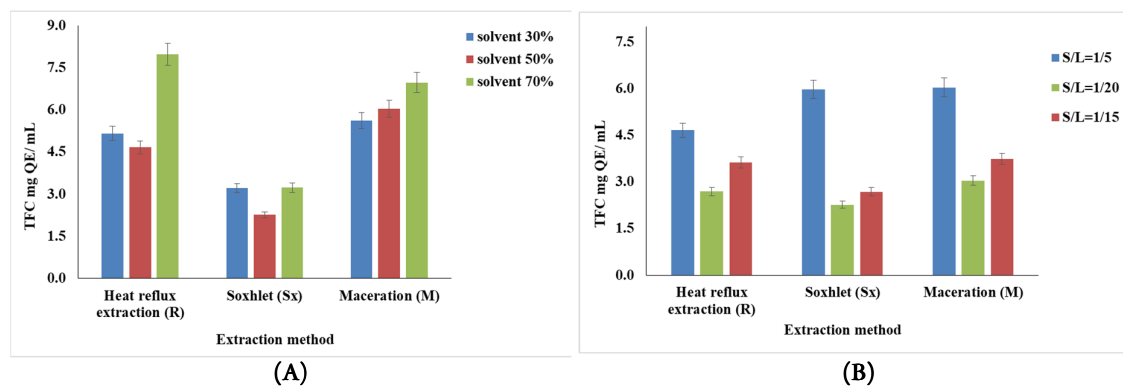 9.0
7.5
6.0
4.5
3.0
1.5
0.0
TFC mg QE/ mL
solvent 30%
solvent 50%
solvent 70%
Heat reflux
extraction (R)
Soxhlet (Sx)
Maceration (M)
Extraction method
(A)
7.5
6.0
4.5
3.0
1.5
0.0
TFC mg QE/ mL
S/L=1/5
S/L=1/20
S/L=1/15
Heat reflux
extraction (R)
Soxhlet (Sx)
Maceration (M)
Extraction method
(B)